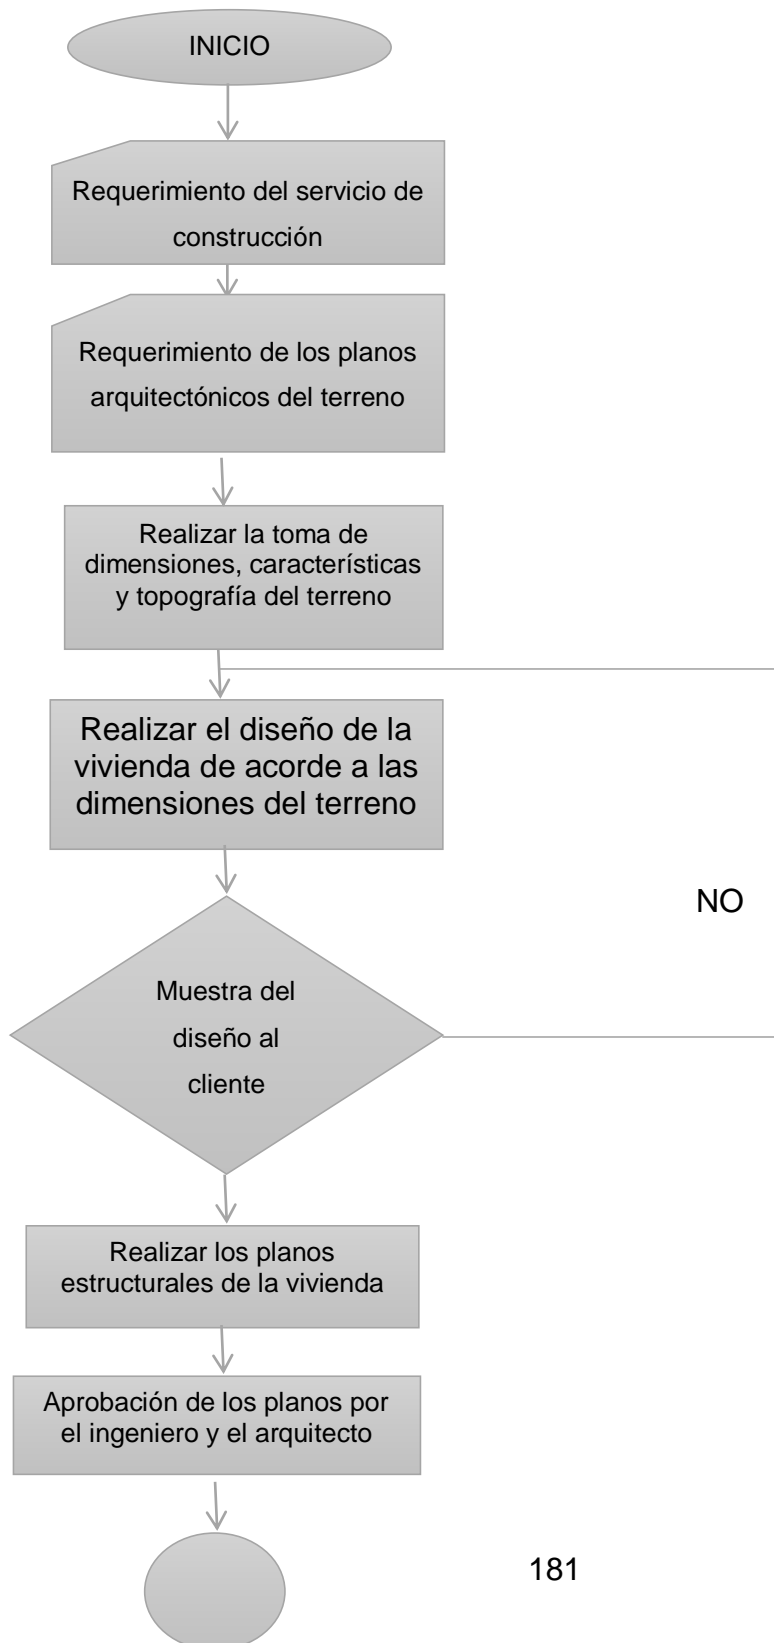 INICIO
Requerimiento del servicio de
construcción
Requerimiento de los planos
arquitectónicos del terreno
Realizar la toma de
dimensiones, característícas
y topografía del terreno
Realizar el diseño de la
vivienda de acorde a las
dimensiones del terreno
NO
Muestra del
diseño al
cliente
Realizar los planos
estructurales de la vivienda
Aprobación de los planos por
el ingeniero y el arquitecto
181